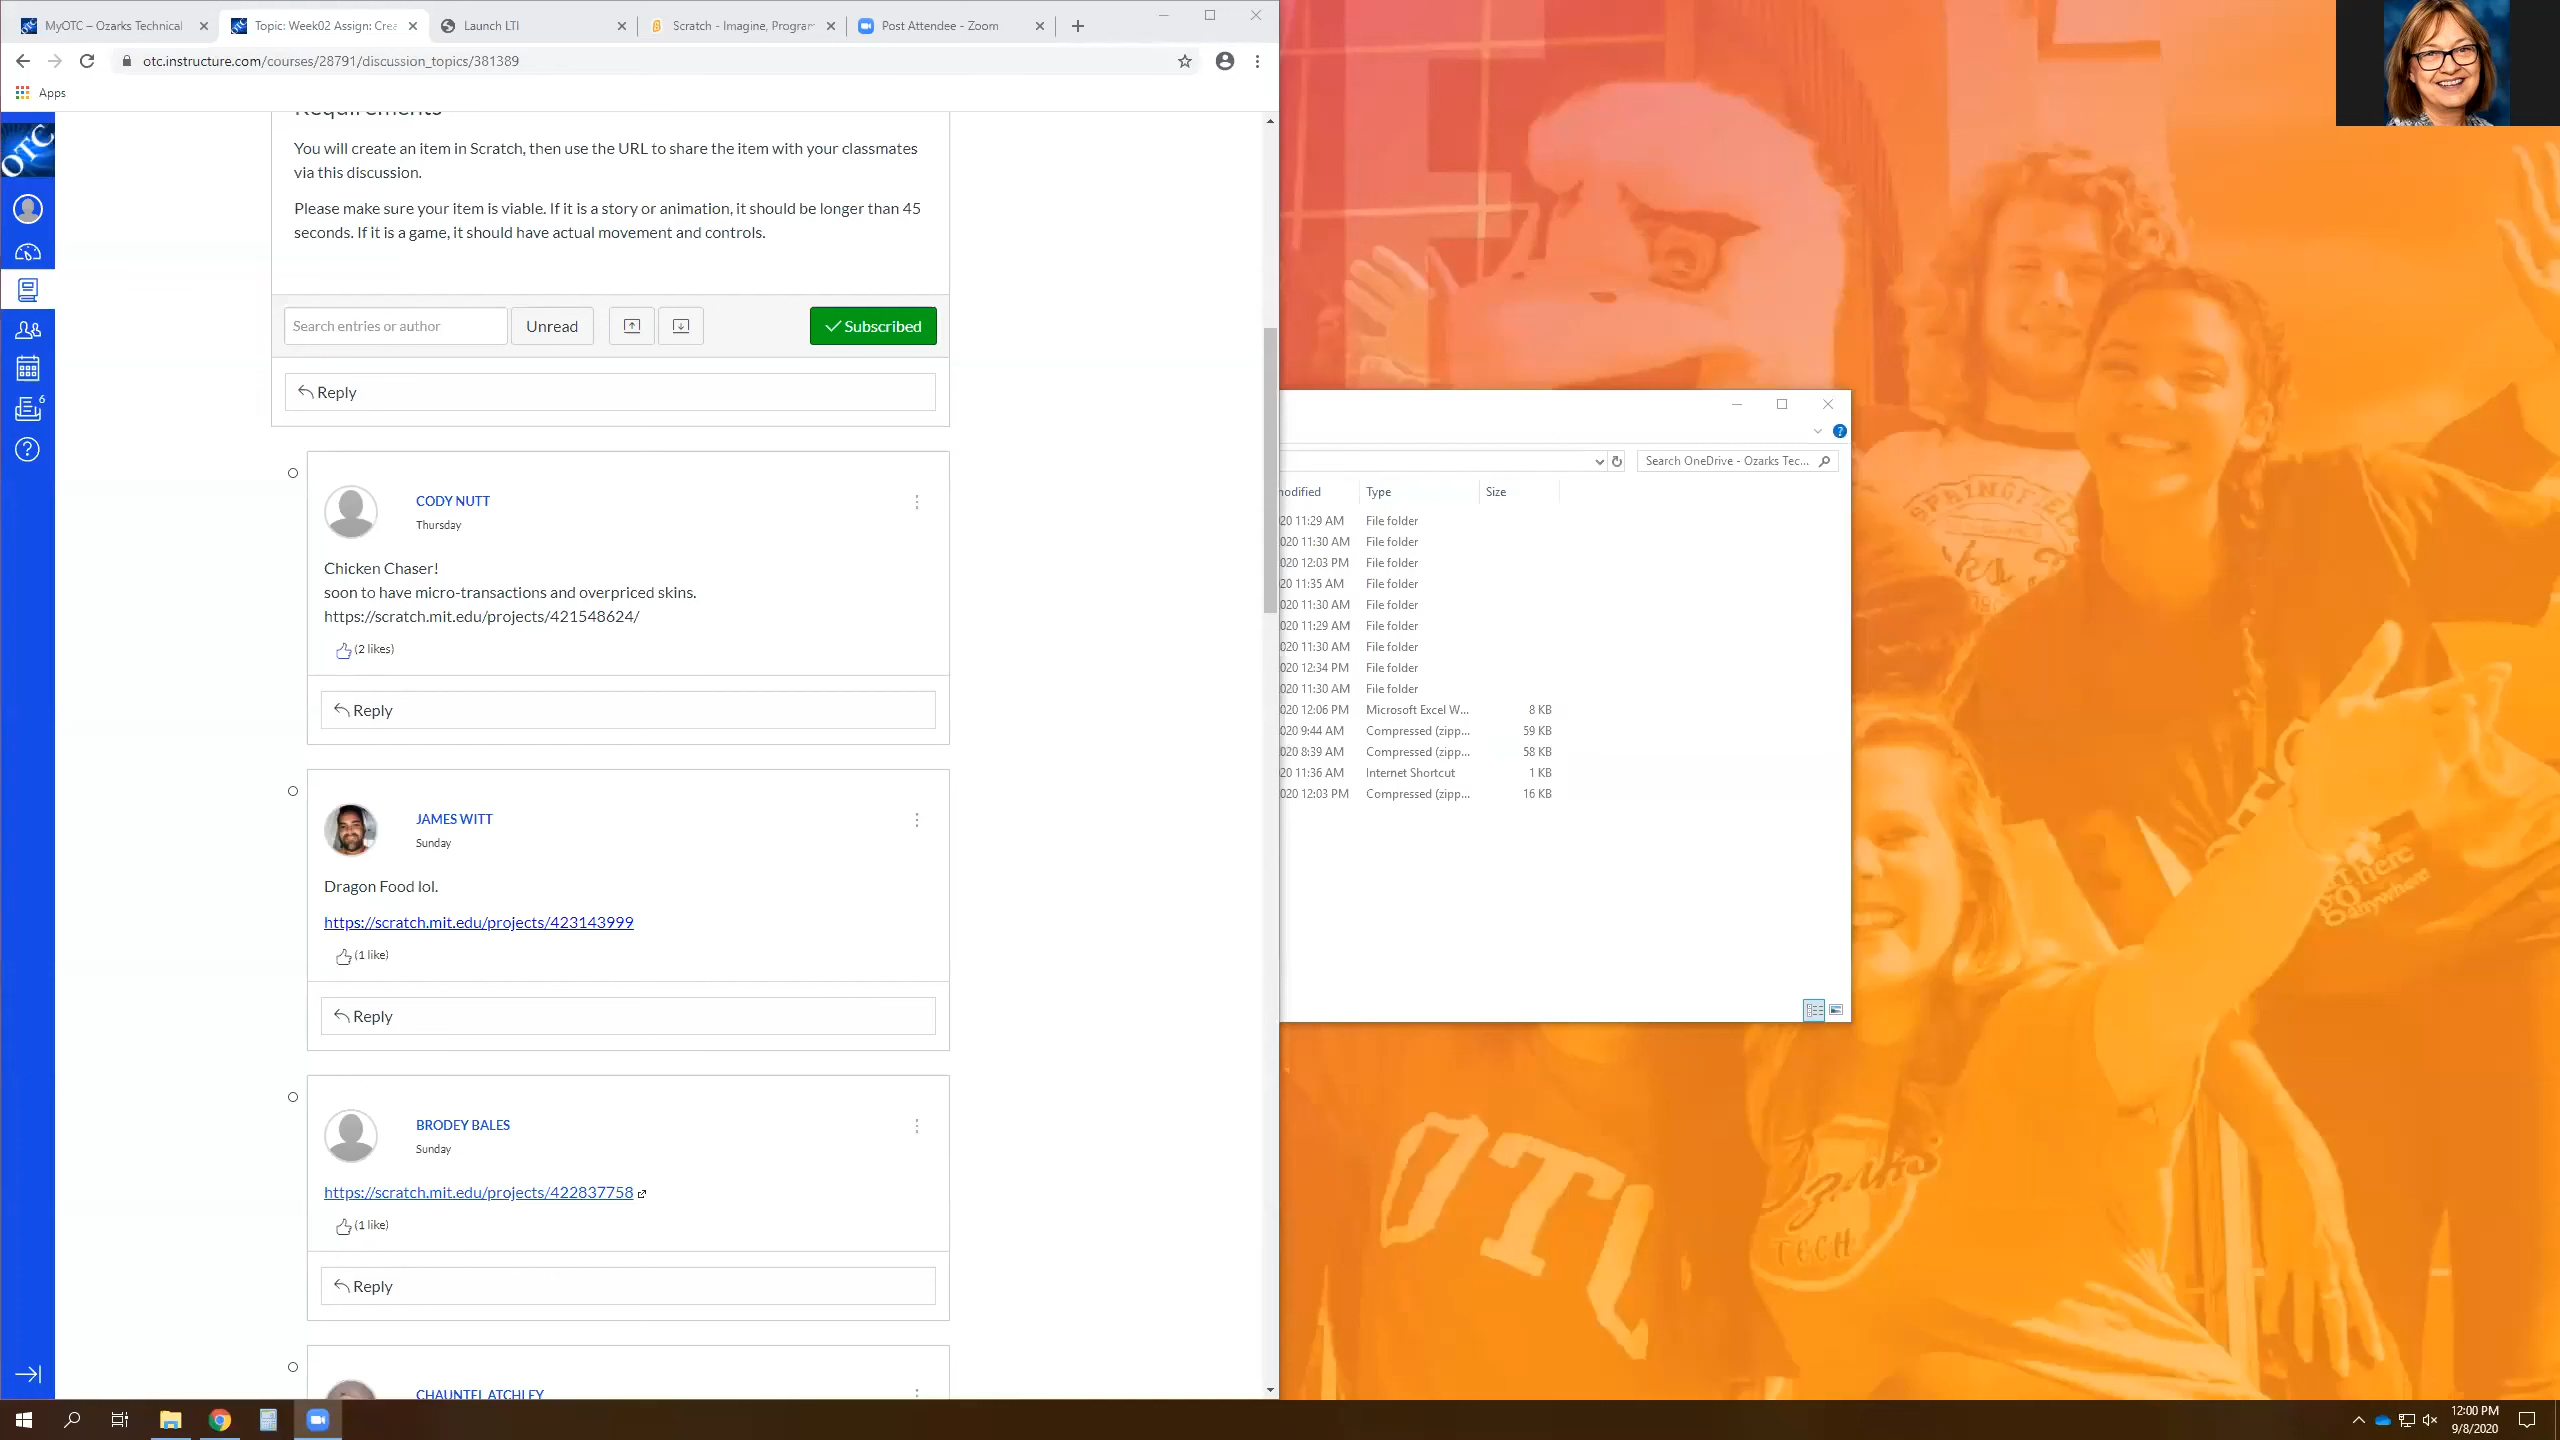 MyOTC – Ozarks Technical
Topic: Week02 Assign: Crea
Launch LTI
Scratch - Imagine, Program
Post Attendee - Zoom
otc.instructure.com/courses/28791/discussion_topics/381389
Apps
OTC
Requirements
You will create an item in Scratch, then use the URL to share the item with your classmates
via this discussion.
Please make sure your item is viable. If it is a story or animation, it should be longer than 45
seconds. If it is a game, it should have actual movement and controls.
Search entries or author
Unread
Subscribed
Reply
6
CODY NUTT
Thursday
Chicken Chaser!
soon to have micro-transactions and overpriced skins.
https://scratch.mit.edu/projects/421548624/
(2 likes)
Reply
JAMES WITT
Sunday
Dragon Food lol.
https://scratch.mit.edu/projects/423143999
(1 like)
Reply
BRODEY BALES
Sunday
https://scratch.mit.edu/projects/422837758
(1 like)
Reply
CHAUNTEL ATCHLEY
Search OneDrive - Ozarks Tec...
modified Type Size
20 11:29 AM File folder
020 11:30 AM File folder
020 12:03 PM File folder
20 11:35 AM File folder
020 11:30 AM File folder
020 11:29 AM File folder
020 11:30 AM File folder
020 12:34 PM File folder
020 11:30 AM File folder
020 12:06 PM Microsoft Excel W... 8 KB
020 9:44 AM Compressed (zipp... 59 KB
020 8:39 AM Compressed (zipp... 58 KB
20 11:36 AM Internet Shortcut 1 KB
020 12:03 PM Compressed (zipp... 16 KB
go anywhere
OTC
Ozarks
TECH
12:00 PM
9/8/2020